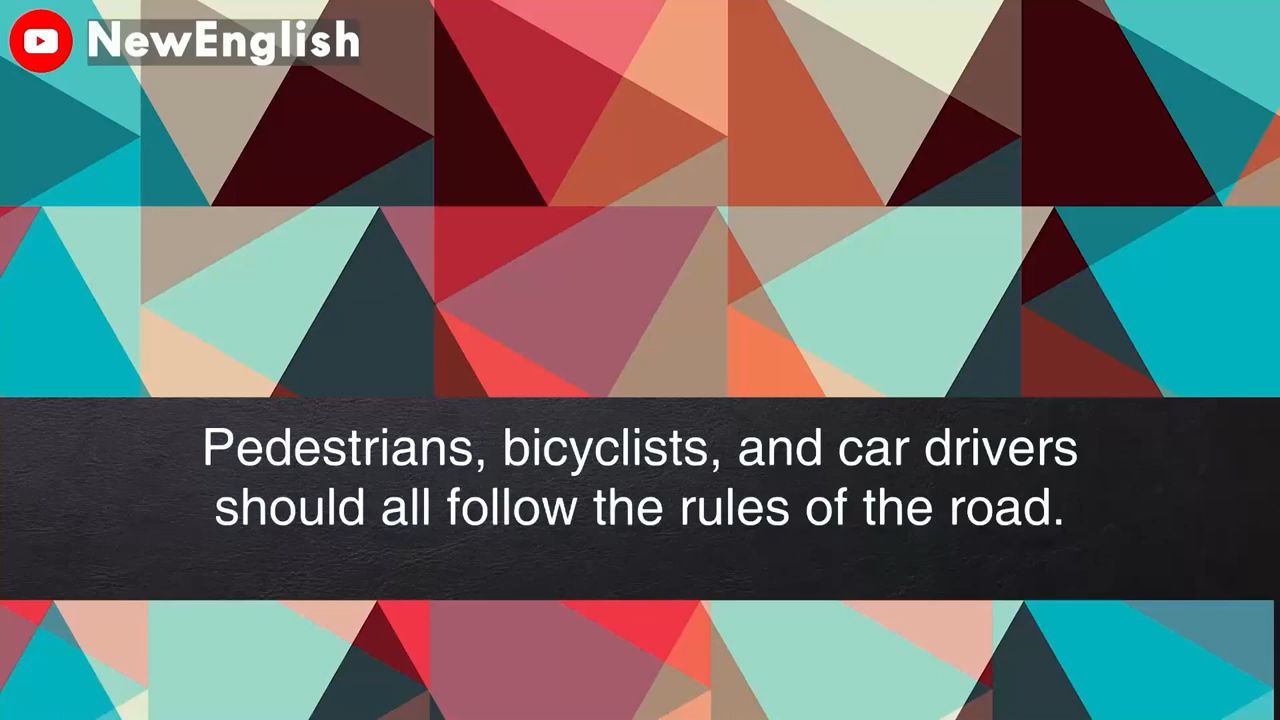 NewEnglish
Pedestrians, bicyclists, and car drivers
should all follow the rules of the road.